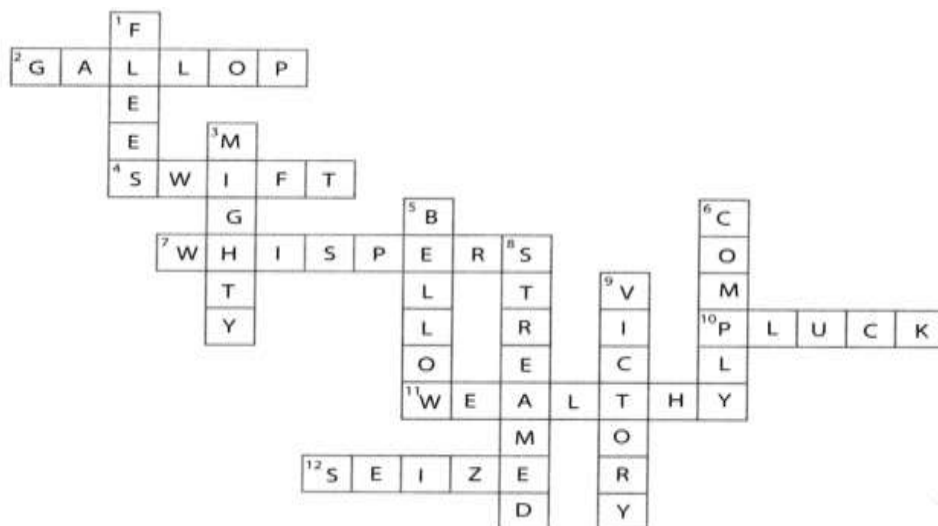 1 F
2 G A L L O P
E
E 3 M
4 S W I F T
G 5 B 6 C
7 W H I S P E R 8 S O
T L T 9 V M
Y L R I 10 P L U C K
O E C L
11 W E A L T H Y
M O
12 S E I Z E R
D Y